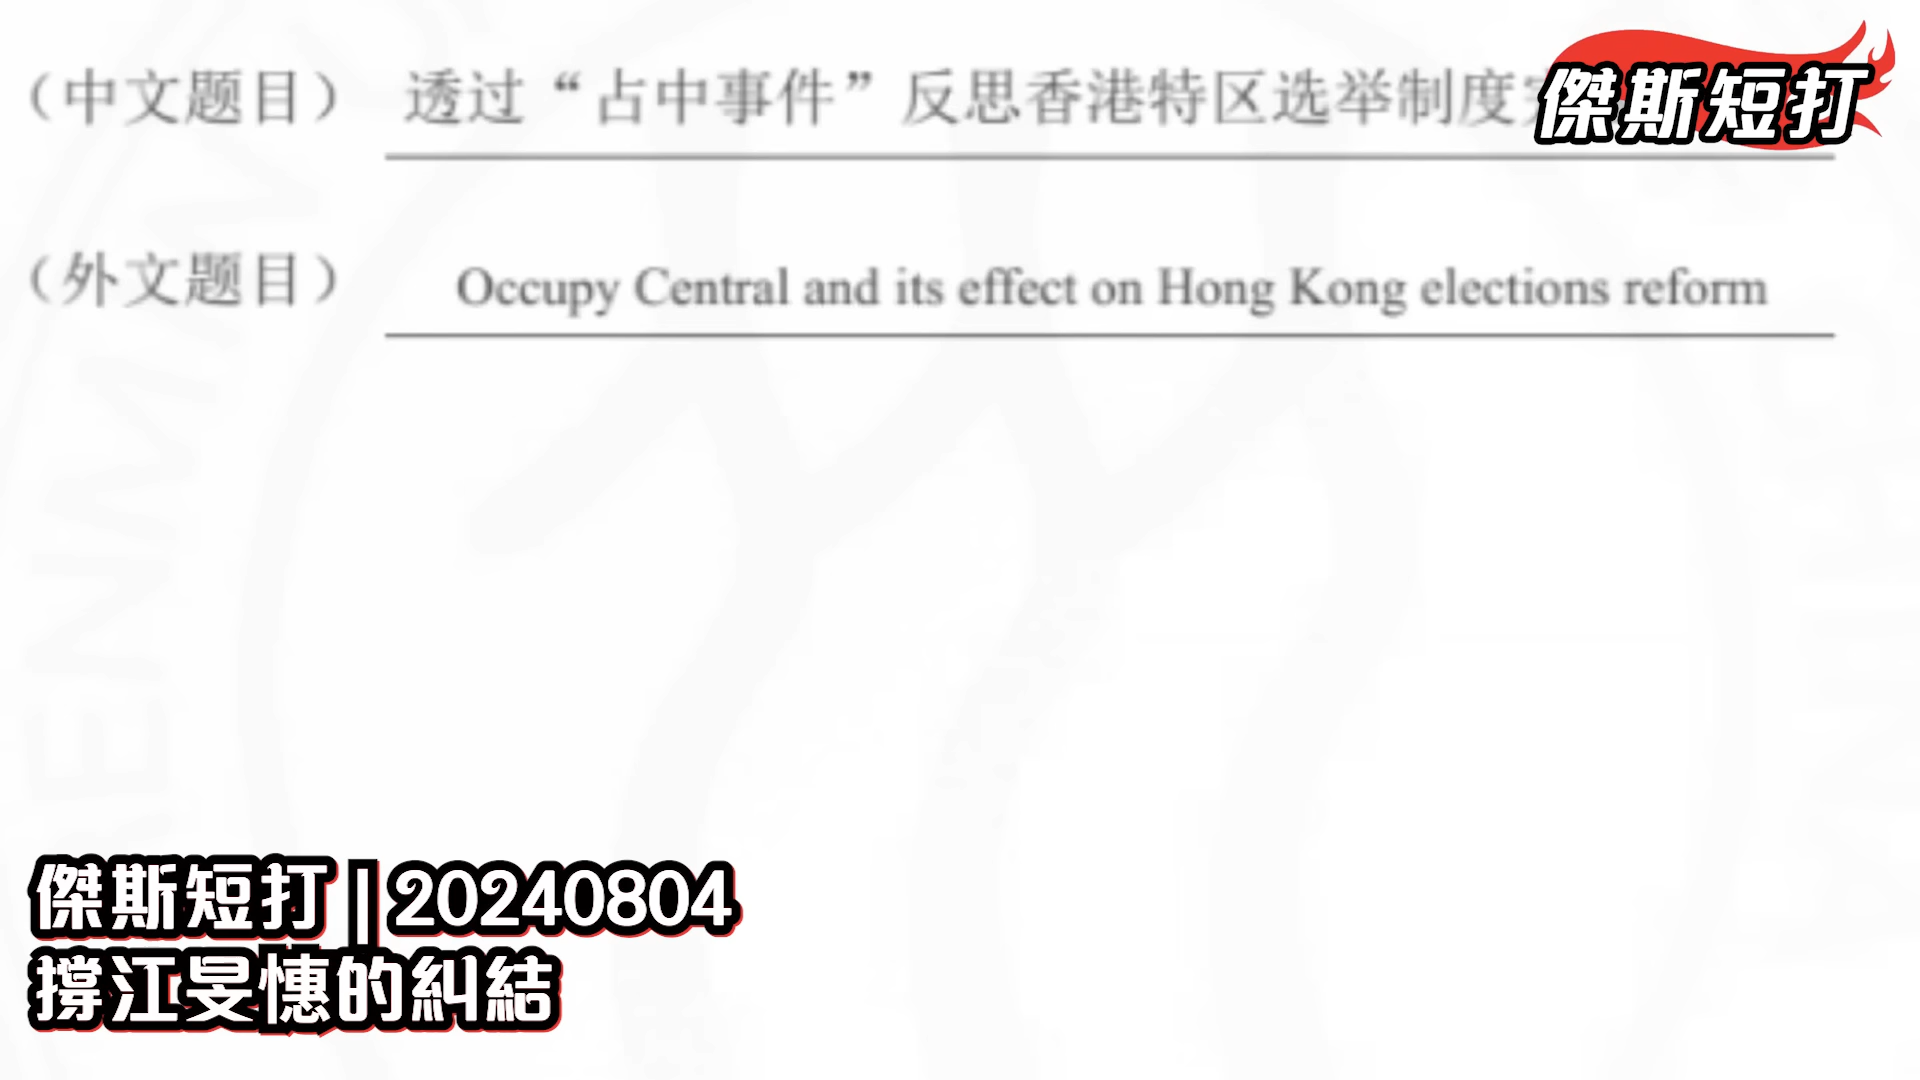 （中文题目） 透过“占中事件”反思香港特区选举制度
傑斯短打
（外文题目） Occupy Central and its effect on Hong Kong elections reform
傑斯短打 | 20240804
撐江旻憓的糾結